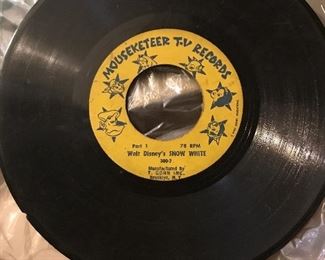 MOUSEKETEER T-V RECORDS
Part 1 78 RPM
Walt Disney's SNOW WHITE
Manufactured by
Brooklyn, N. Y.